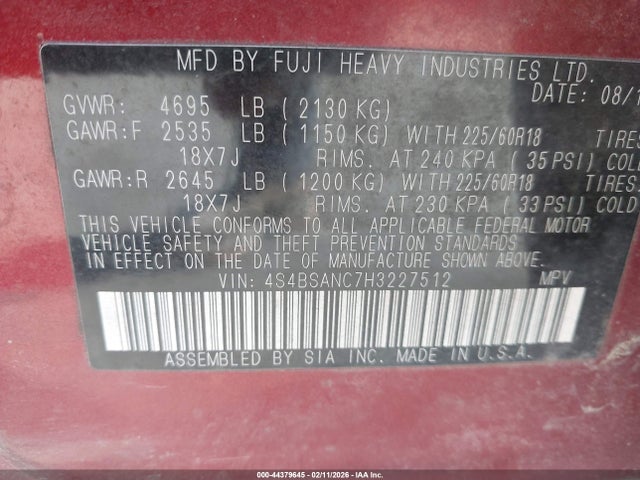 MFD BY FUJI HEAVY INDUSTRIES LTD.
DATE: 08/1
GVWR: 4695 LB ( 2130 KG)
GAWR:F 2535 LB ( 1150 KG) WITH 225/60R18 TIRES
18X7J RIMS. AT 240 KPA ( 35 PSI) COLD
GAWR:R 2645 LB ( 1200 KG) WITH 225/60R18 TIRES
18X7J RIMS. AT 230 KPA ( 33 PSI) COLD
THIS VEHICLE CONFORMS TO ALL APPLICABLE FEDERAL MOTOR
VEHICLE SAFETY AND THEFT PREVENTION STANDARDS
IN EFFECT ON THE DATE OF MANUFACTURE SHOWN ABOVE.
VIN: 4S4BSANC7H3227512 MPV
ASSEMBLED BY SIA INC. MADE IN U.S.A.
000-44379645 - 02/11/2026 - IAA Inc.